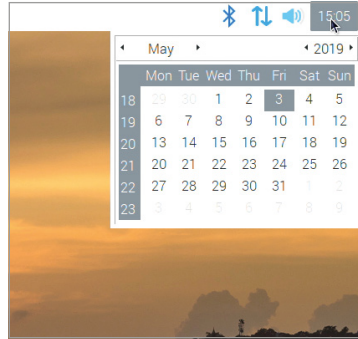 15:05
May 2019
Mon Tue Wed Thu Fri Sat Sun
18 29 30 1 2 3 4 5
19 6 7 8 9 10 11 12
20 13 14 15 16 17 18 19
21 20 21 22 23 24 25 26
22 27 28 29 30 31 1 2
23 3 4 5 6 7 8 9